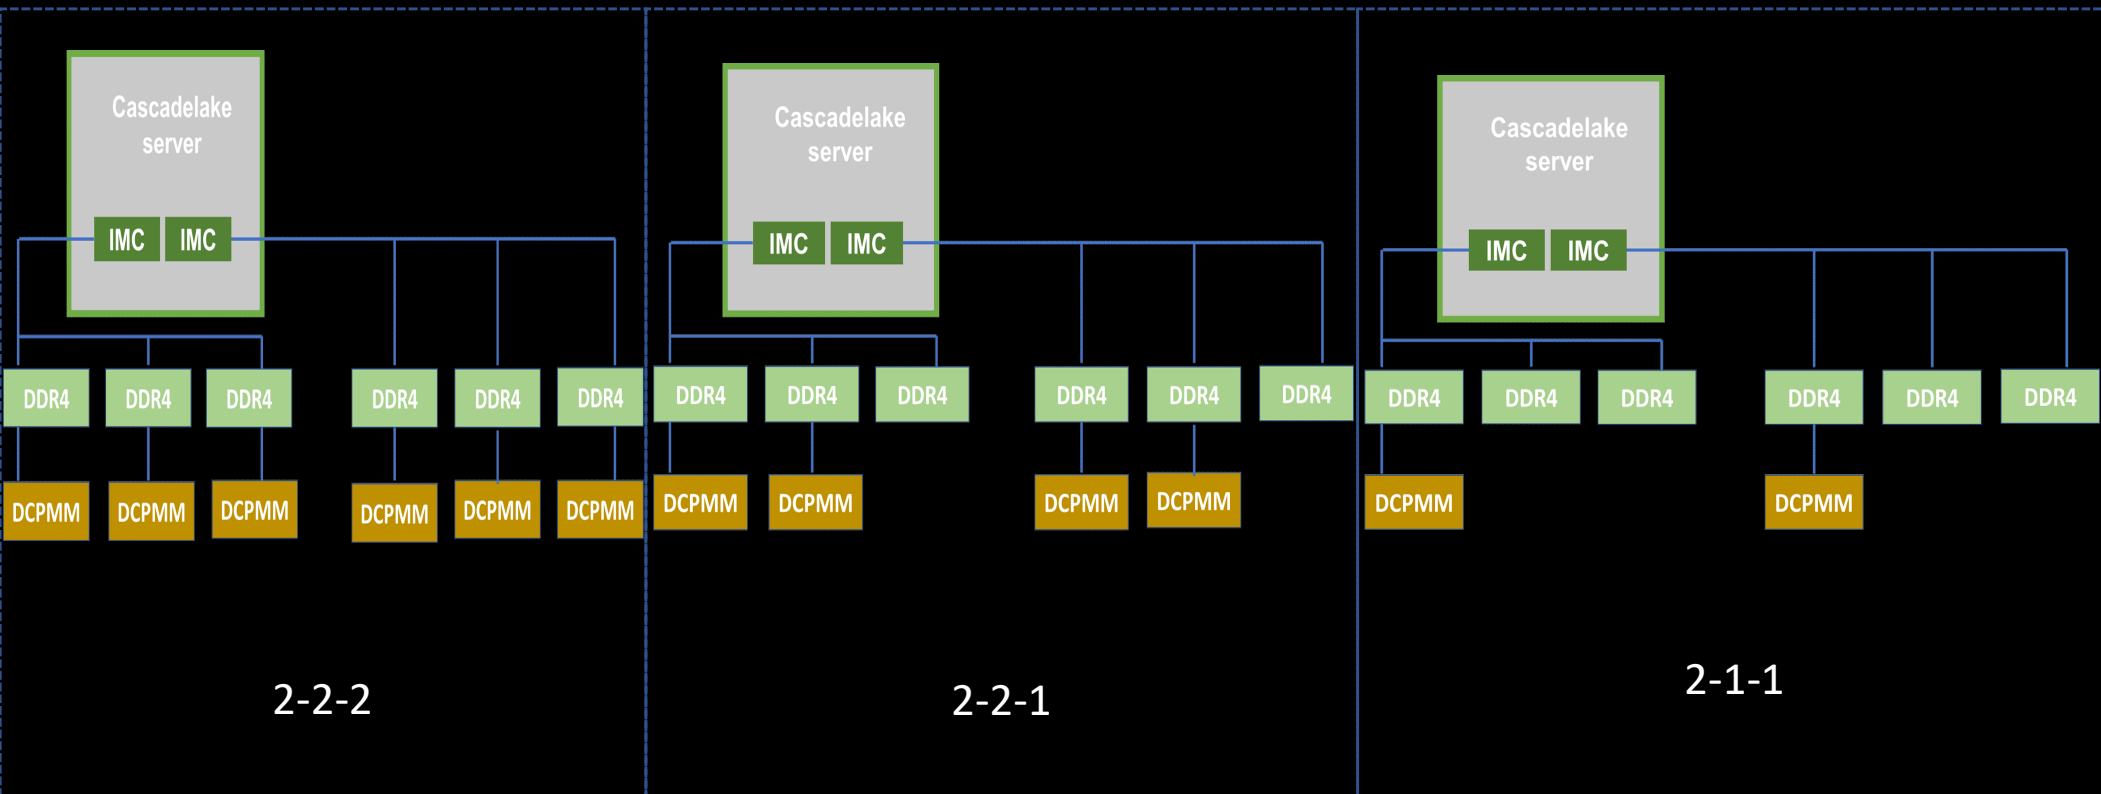 Cascadelake
server
IMC IMC
DDR4 DDR4 DDR4 DDR4 DDR4 DDR4
DCPMM DCPMM DCPMM DCPMM DCPMM DCPMM
2-2-2
Cascadelake
server
IMC IMC
DDR4 DDR4 DDR4 DDR4 DDR4 DDR4
DCPMM DCPMM DCPMM DCPMM
2-2-1
Cascadelake
server
IMC IMC
DDR4 DDR4 DDR4 DDR4 DDR4 DDR4
DCPMM DCPMM
2-1-1